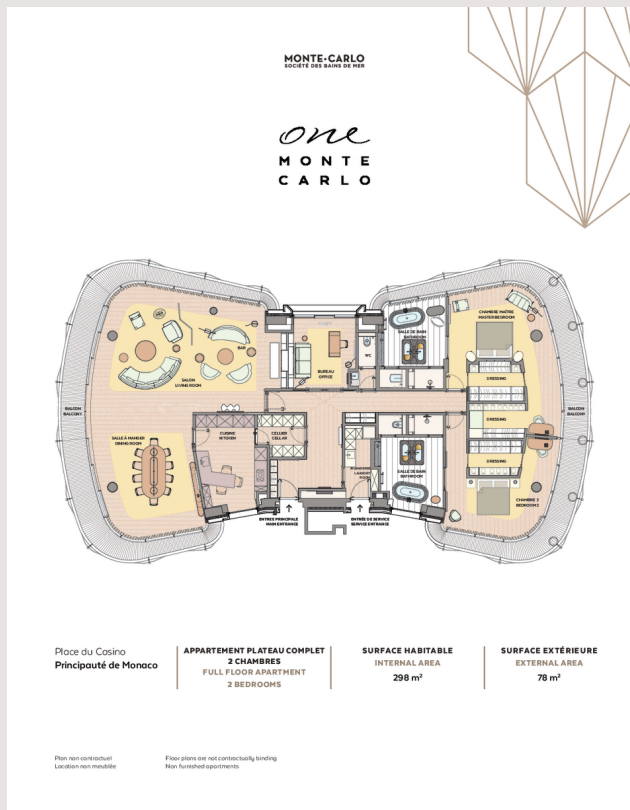 MONTE•CARLO
SOCIÉTÉ DES BAINS DE MER
one
MONTE
CARLO
CHAMBRE MAÎTRE
MASTER BEDROOM
SALLE DE BAIN
BATHROOM
BAR
SALON
LIVING ROOM
BUREAU
OFFICE
WC
DRESSING
BALCON
BALCONY
DRESSING
BALCON
BALCONY
CUISINE
KITCHEN
CELLIER
CELLAR
SALLE À MANGER
DINING ROOM
DRESSING
LAUNDRY
ROOM
SALLE DE BAIN
BATHROOM
CHAMBRE 2
BEDROOM 2
ENTRÉE PRINCIPALE
MAIN ENTRANCE
ENTRÉE DE SERVICE
SERVICE ENTRANCE
Place du Casino
Principauté de Monaco
APPARTEMENT PLATEAU COMPLET
2 CHAMBRES
FULL FLOOR APARTMENT
2 BEDROOMS
SURFACE HABITABLE
INTERNAL AREA
298 m²
SURFACE EXTÉRIEURE
EXTERNAL AREA
78 m²
Plan non contractuel
Location non meublée
Floor plans are not contractually binding
Non furnished apartments